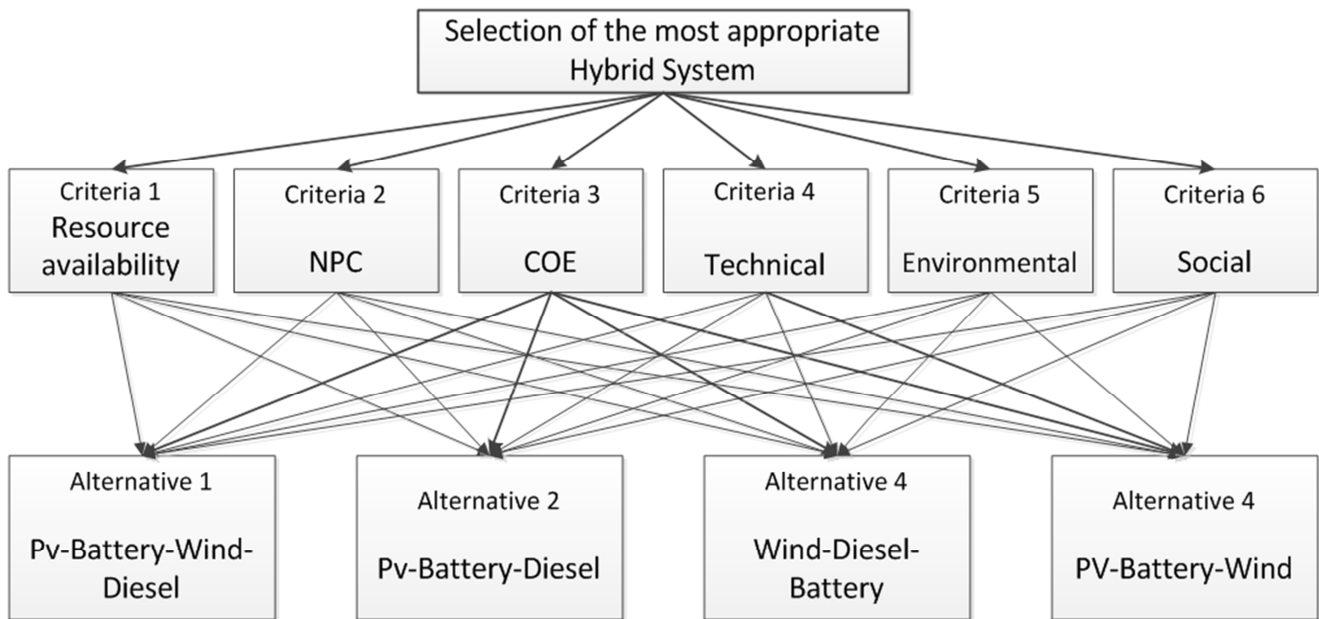 Selection of the most appropriate
Hybrid System
Criteria 1
Resource
availability
Criteria 2
NPC
Criteria 3
COE
Criteria 4
Technical
Criteria 5
Environmental
Criteria 6
Social
Alternative 1
Pv-Battery-Wind-
Diesel
Alternative 2
Pv-Battery-Diesel
Alternative 4
Wind-Diesel-
Battery
Alternative 4
PV-Battery-Wind